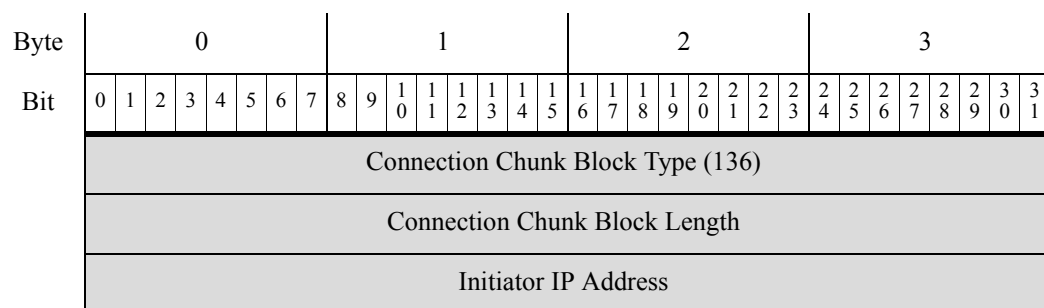 Byte 0 1 2 3
Bit 0 1 2 3 4 5 6 7 8 9 10 11 12 13 14 15 16 17 18 19 20 21 22 23 24 25 26 27 28 29 30 31
Connection Chunk Block Type (136)
Connection Chunk Block Length
Initiator IP Address